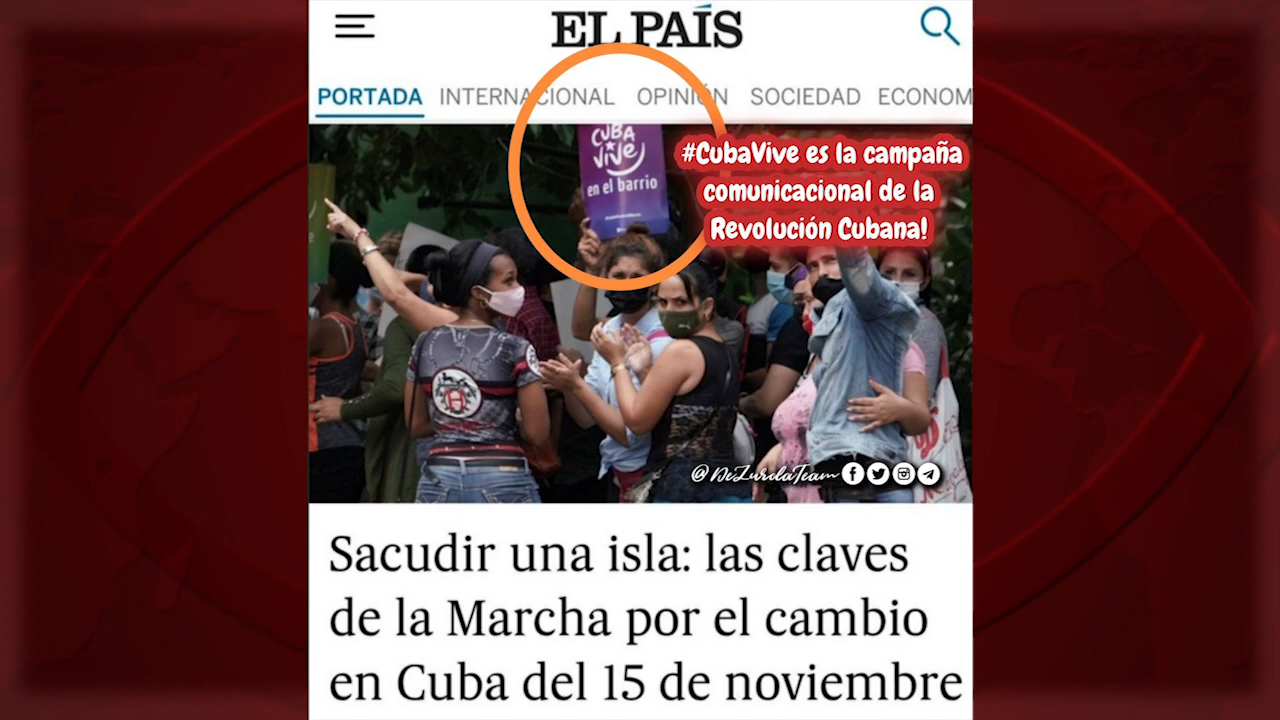 EL PAÍS
PORTADA INTERNACIONAL OPINIÓN SOCIEDAD ECONOM
CUBA
VIVE
en el barrio
#CubaVive es la campaña
comunicacional de la
Revolución Cubana!
@DeZurdaTeam
Sacudir una isla: las claves
de la Marcha por el cambio
en Cuba del 15 de noviembre